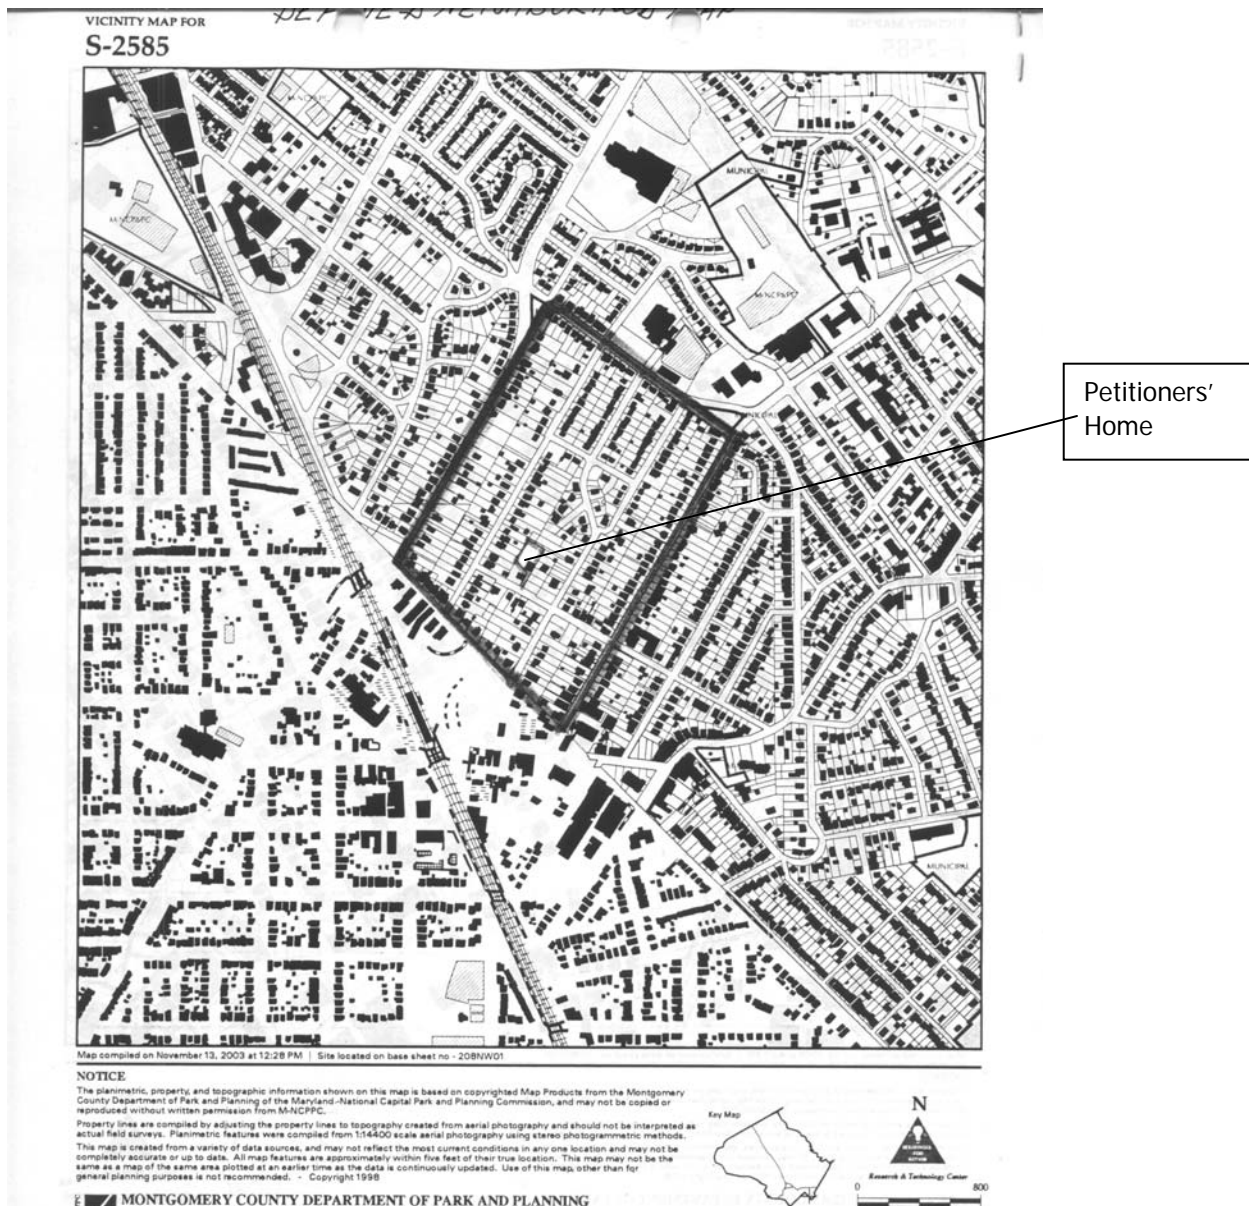 DEFINED NEIGHBORHOOD MAP
VICINITY MAP FOR
S-2585
M-NCPPC
MUNICIPAL
M-NCPPC
M-NCPPC
Petitioners'
Home
MUNICIPAL
Map compiled on November 13, 2003 at 12:28 PM | Site located on base sheet no - 208NW01
NOTICE
The planimetric, property, and topographic information shown on this map is based on copyrighted Map Products from the Montgomery
County Department of Park and Planning of the Maryland -National Capital Park and Planning Commission, and may not be copied or
reproduced without written permission from M-NCPPC.
Property lines are compiled by adjusting the property lines to topography created from aerial photography and should not be interpreted as
actual field surveys. Planimetric features were compiled from 1:14400 scale aerial photography using stereo photogrammetric methods.
This map is created from a variety of data sources, and may not reflect the most current conditions in any one location and may not be
completely accurate or up to date. All map features are approximately within five feet of their true location. This map may not be the
same as a map of the same area plotted at an earlier time as the data is continuously updated. Use of this map, other than for
general planning purposes is not recommended. - Copyright 1998
Key Map
N
Research & Technology Center
0 800
MONTGOMERY COUNTY DEPARTMENT OF PARK AND PLANNING